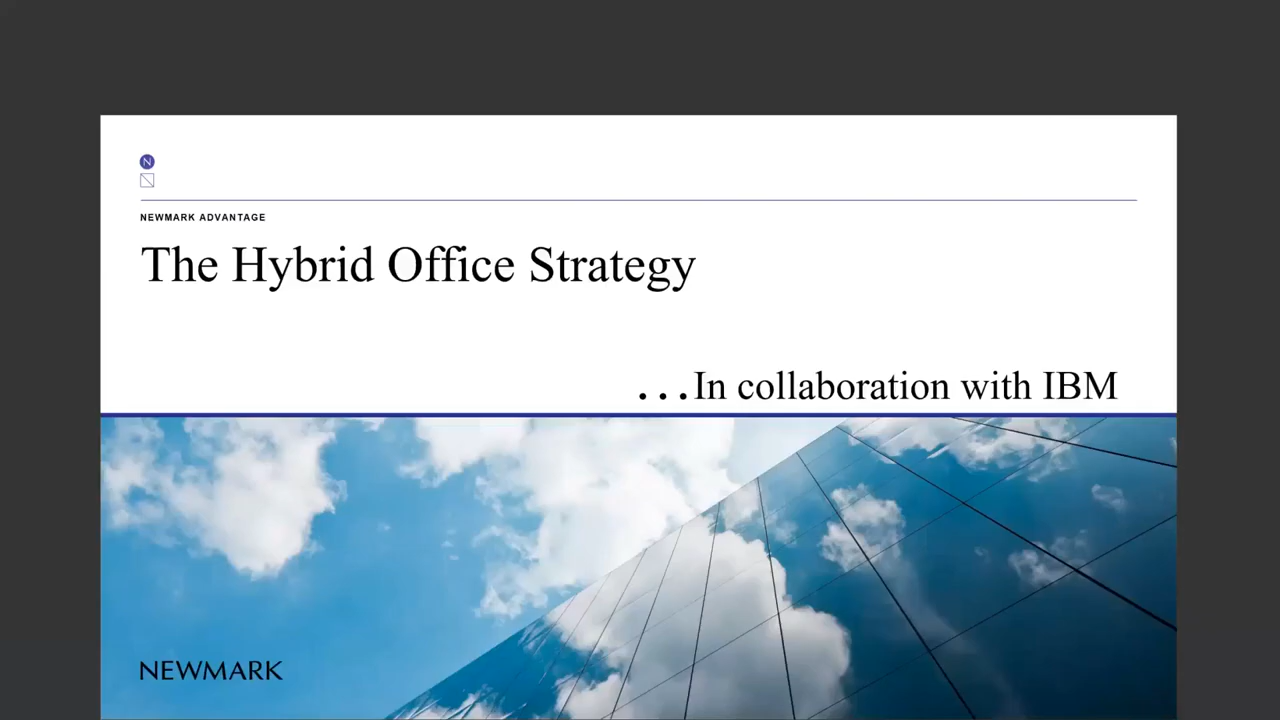 N
NEWMARK ADVANTAGE
The Hybrid Office Strategy
...In collaboration with IBM
NEWMARK